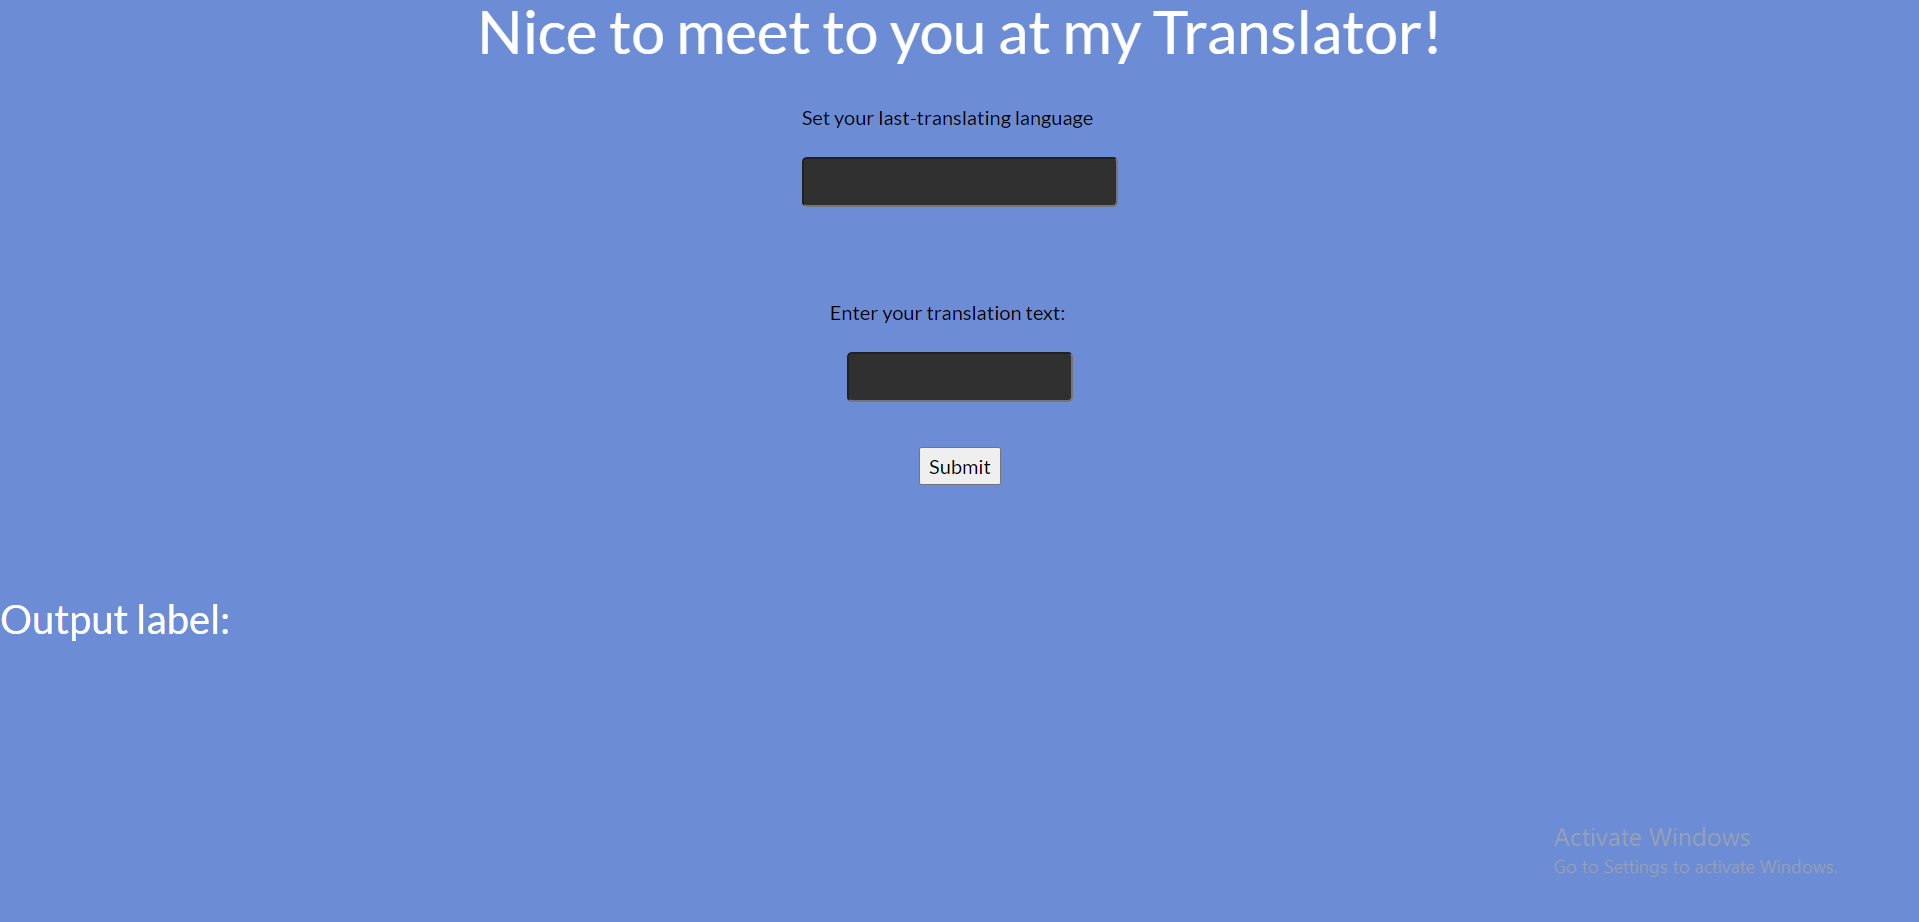 Nice to meet to you at my Translator!
Set your last-translating language
Enter your translation text:
Submit
Output label:
Activate Windows
Go to Settings to activate Windows.